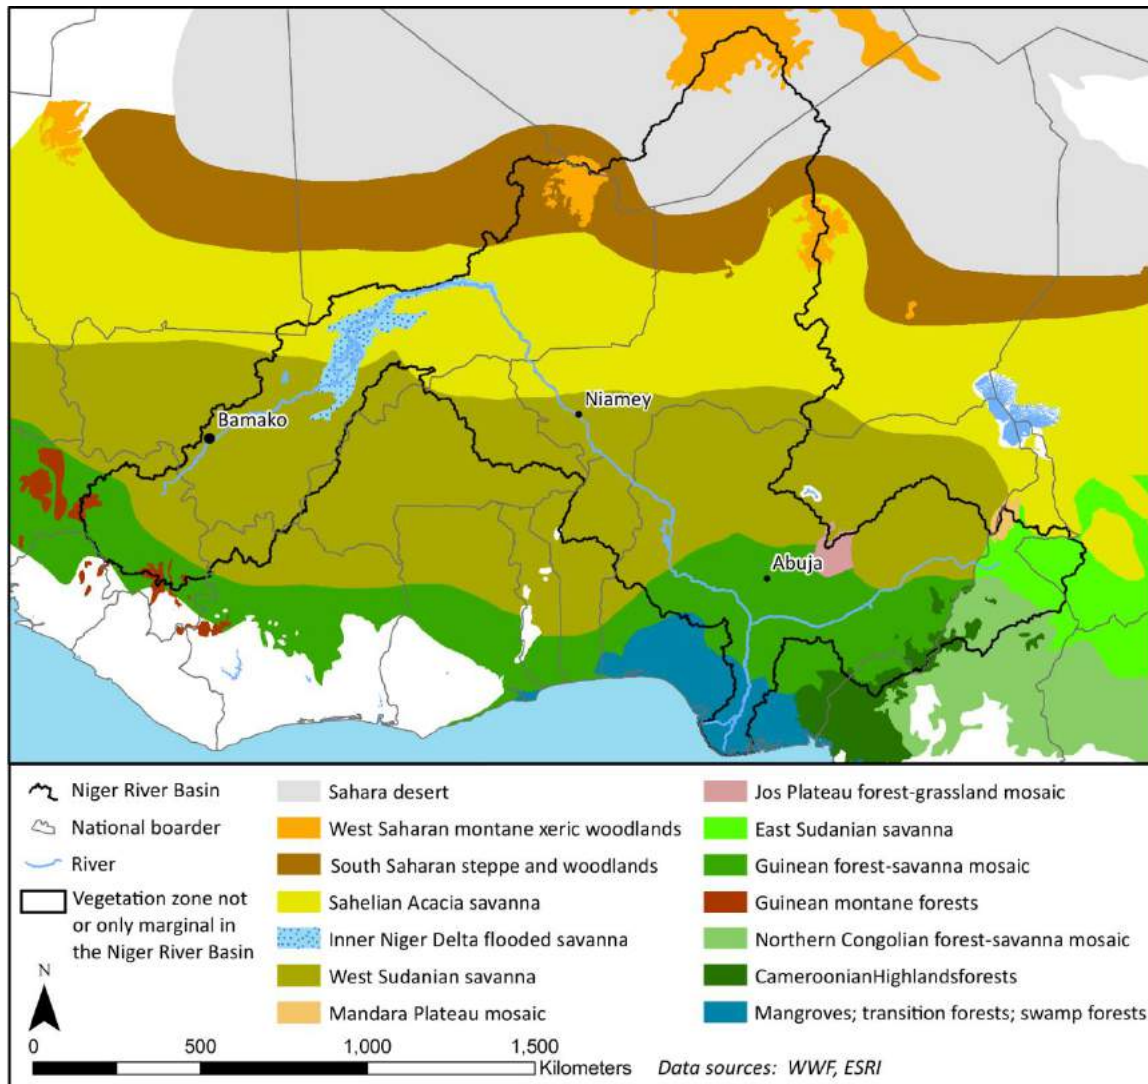 Bamako
Niamey
Abuja
Niger River Basin
National boarder
River
Vegetation zone not
or only marginal in
the Niger River Basin
Sahara desert
West Saharan montane xeric woodlands
South Saharan steppe and woodlands
Sahelian Acacia savanna
Inner Niger Delta flooded savanna
West Sudanian savanna
Mandara Plateau mosaic
Jos Plateau forest-grassland mosaic
East Sudanian savanna
Guinean forest-savanna mosaic
Guinean montane forests
Northern Congolian forest-savanna mosaic
CameroonianHighlandsforests
Mangroves; transition forests; swamp forests
N
0 500 1,000 1,500
Kilometers
Data sources: WWF, ESRI